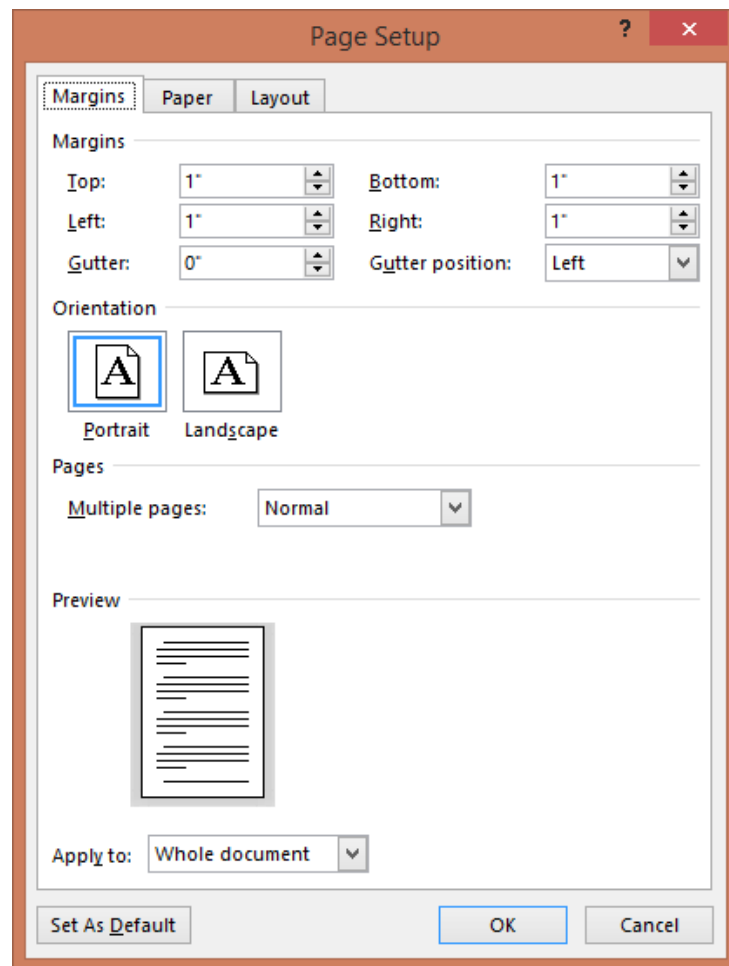 Page Setup ? ×
Margins Paper Layout
Margins
Top: 1" Bottom: 1"
Left: 1" Right: 1"
Gutter: 0" Gutter position: Left
Orientation
A A
Portrait Landscape
Pages
Multiple pages: Normal
Preview
Apply to: Whole document
Set As Default OK Cancel